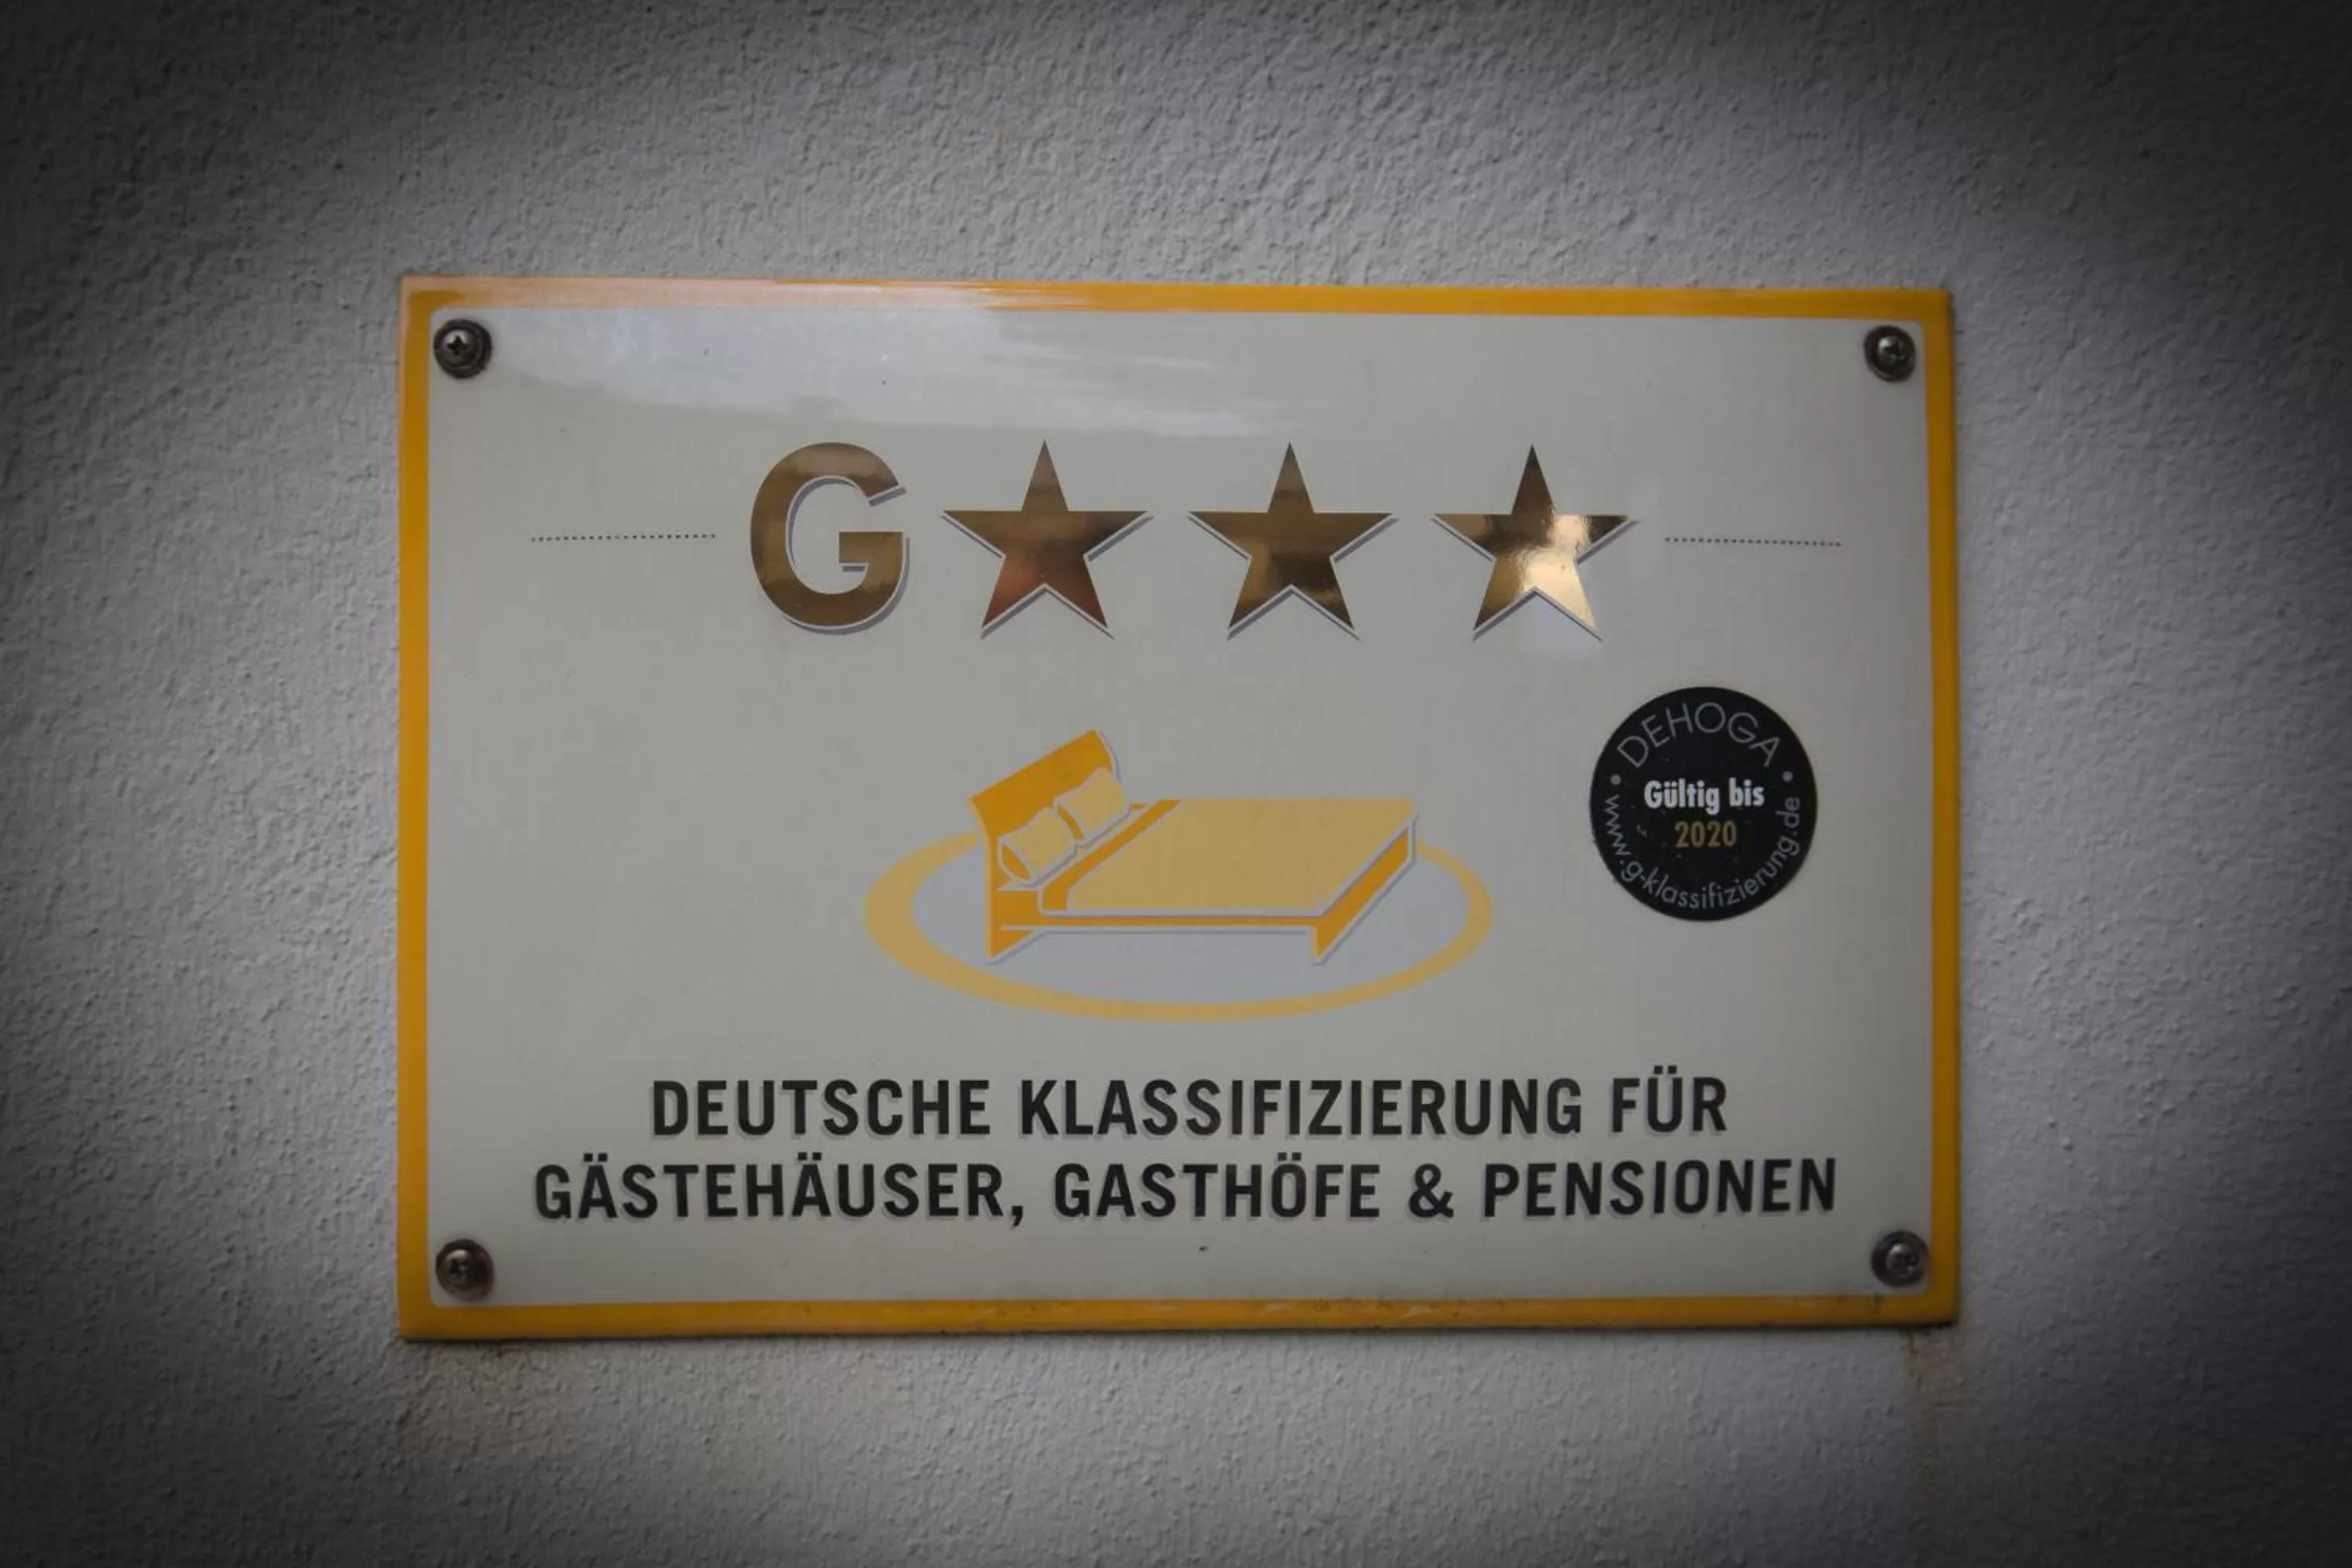 G★★★
DEHOGA
Gültig bis
2020
www.g-klassifizierung.de
DEUTSCHE KLASSIFIZIERUNG FÜR
GÄSTEHÄUSER, GASTHÖFE & PENSIONEN